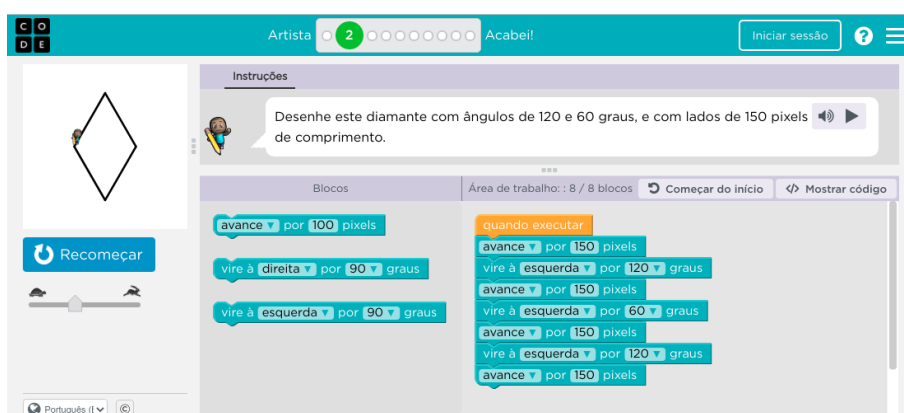 C O
D E
Artista 2 Acabei!
Iniciar sessão
?
Instruções
Desenhe este diamante com ângulos de 120 e 60 graus, e com lados de 150 pixels
de comprimento.
Blocos
Área de trabalho: : 8 / 8 blocos
Começar do início
</> Mostrar código
avance por 100 pixels
vire à direita por 90 graus
vire à esquerda por 90 graus
quando executar
avance por 150 pixels
vire à esquerda por 120 graus
avance por 150 pixels
vire à esquerda por 60 graus
avance por 150 pixels
vire à esquerda por 120 graus
avance por 150 pixels
Recomeçar
Português (
©